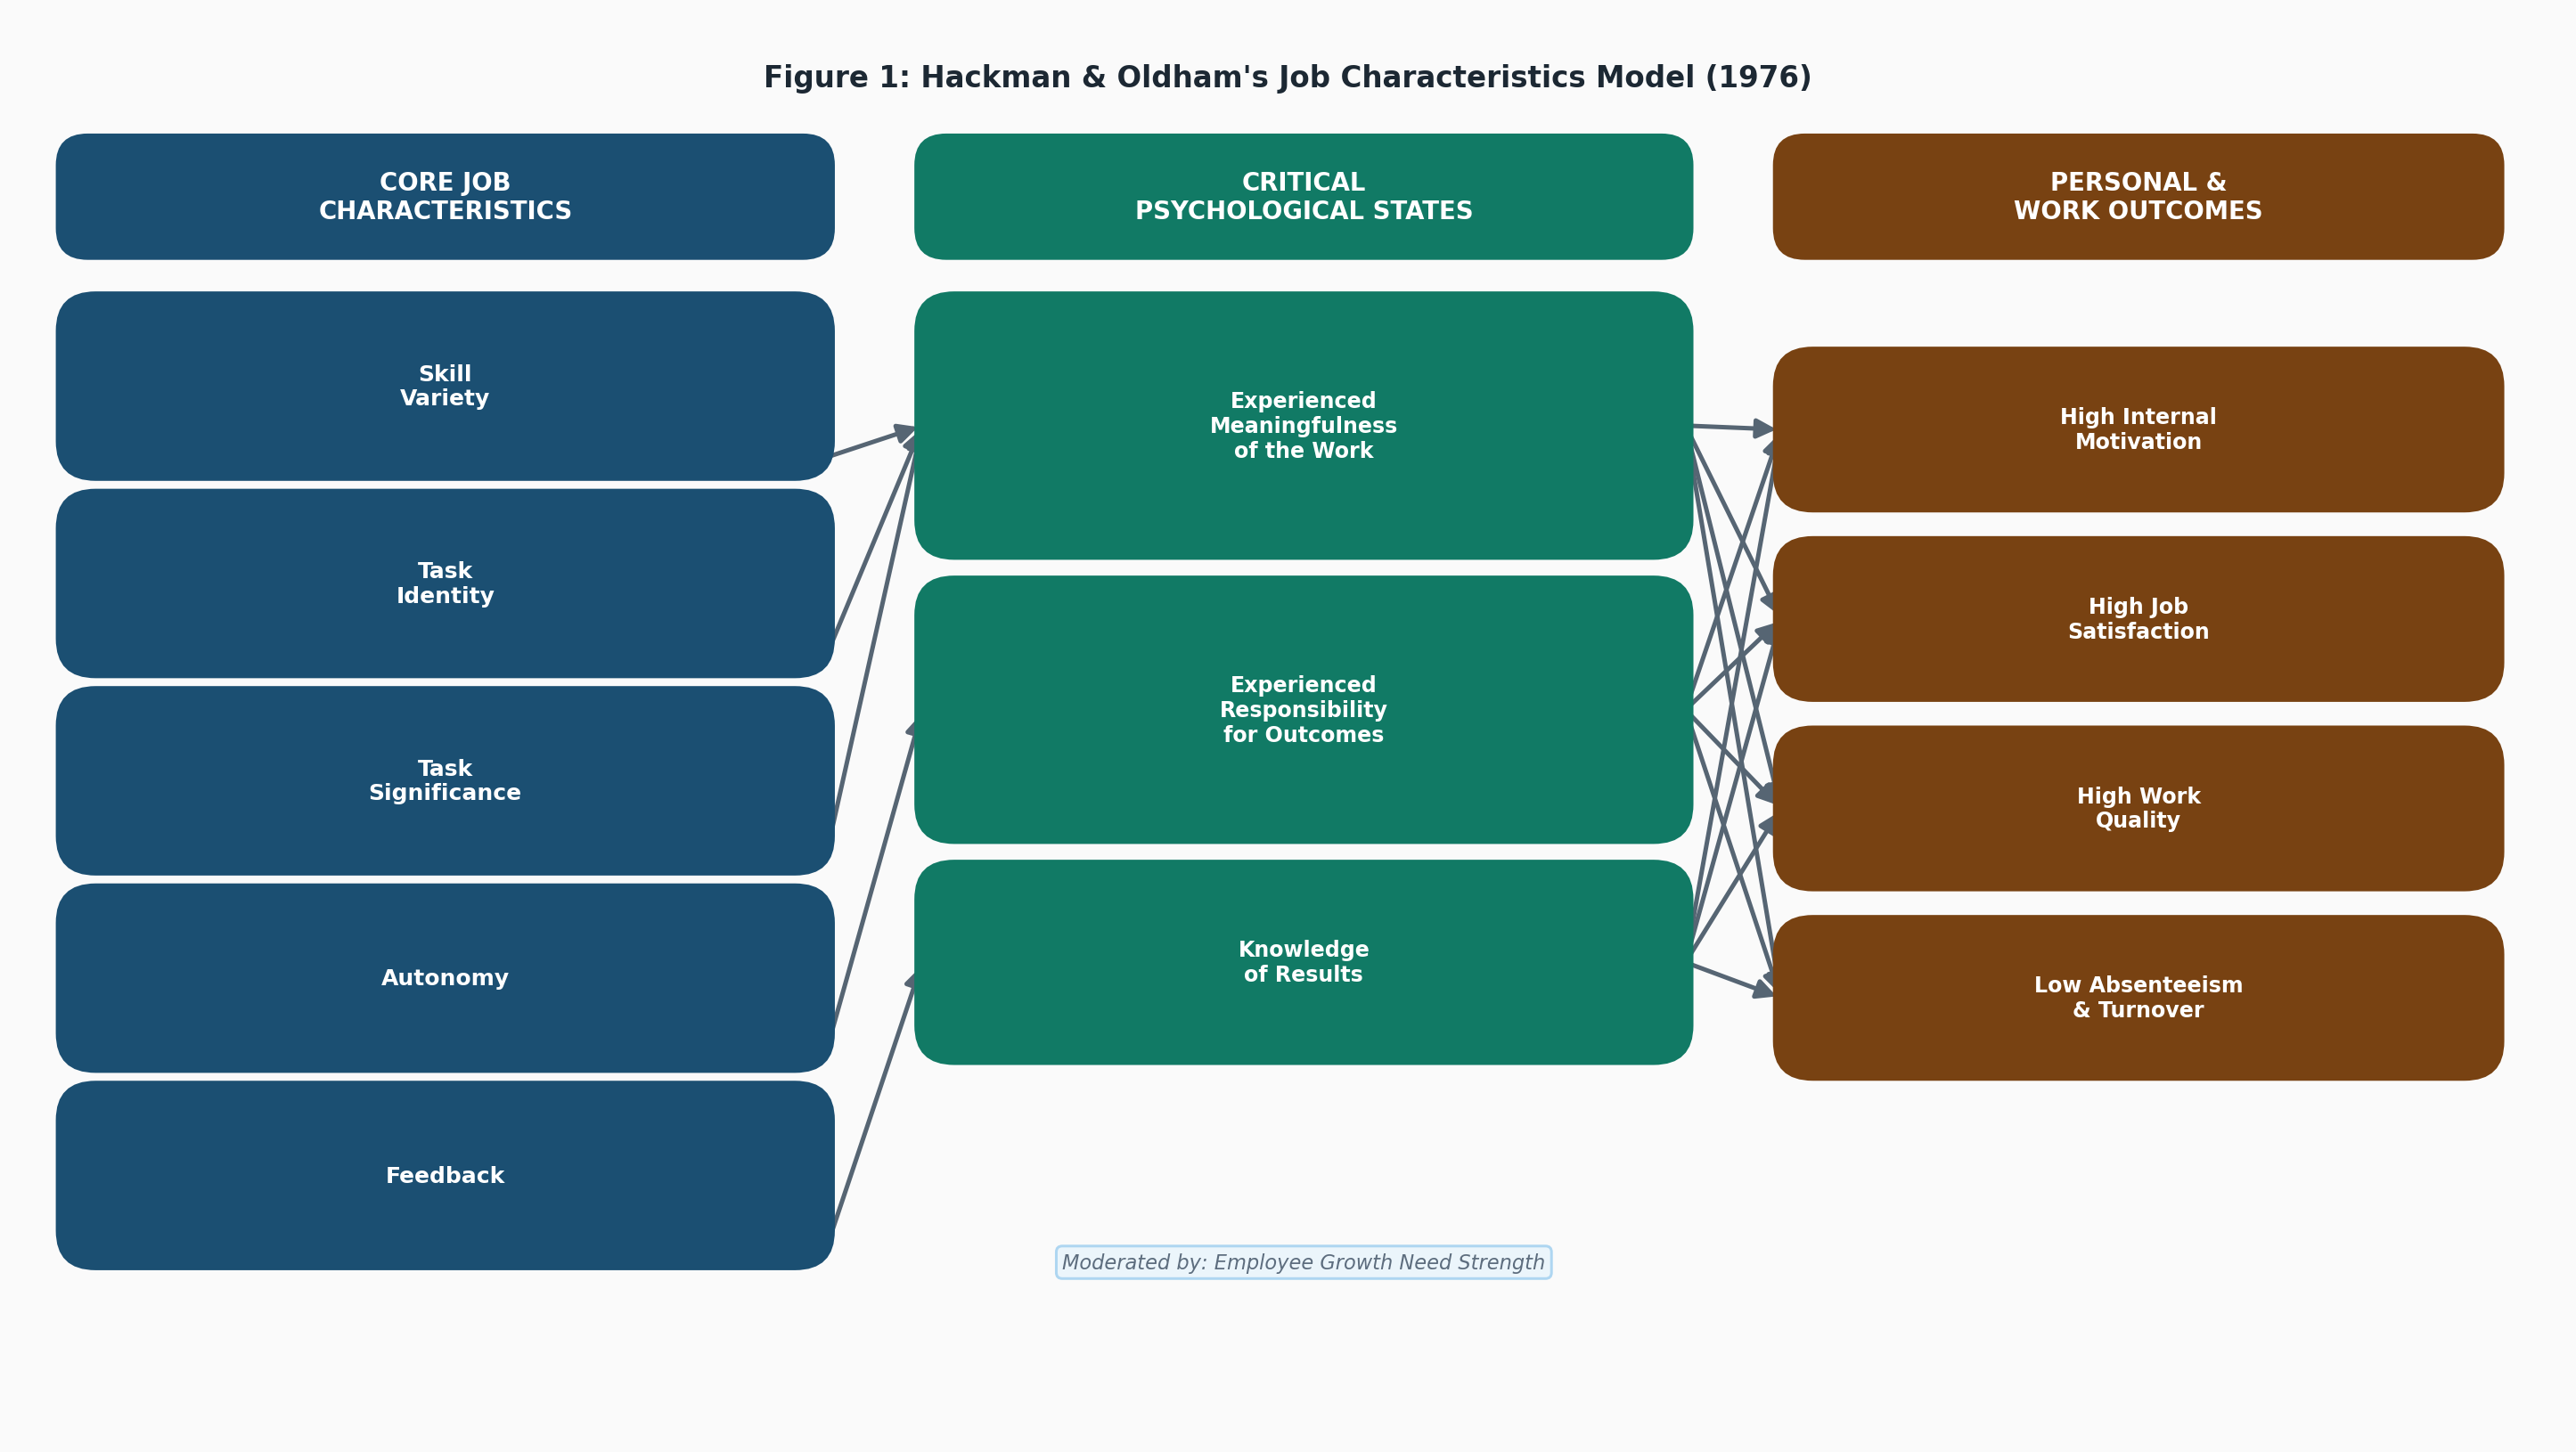 Figure 1: Hackman & Oldham's Job Characteristics Model (1976)
CORE JOB
CHARACTERISTICS
Skill
Variety
Task
Identity
Task
Significance
Autonomy
Feedback
CRITICAL
PSYCHOLOGICAL STATES
Experienced
Meaningfulness
of the Work
Experienced
Responsibility
for Outcomes
Knowledge
of Results
PERSONAL &
WORK OUTCOMES
High Internal
Motivation
High Job
Satisfaction
High Work
Quality
Low Absenteeism
& Turnover
Moderated by: Employee Growth Need Strength